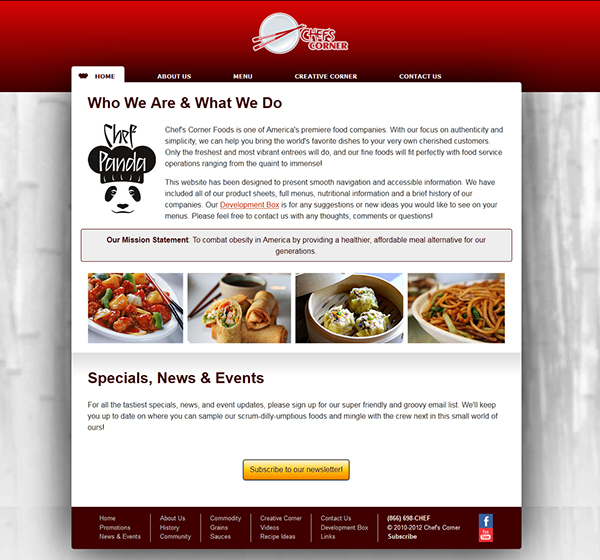 CHEFS
CORNER
HOME ABOUT US MENU CREATIVE CORNER CONTACT US
Who We Are & What We Do
Chef Panda
Chef's Corner Foods is one of America's premiere food companies. With our focus on authenticity and
simplicity, we can help you bring the world's favorite dishes to your very own cherished customers.
Only the freshest and most vibrant entrees will do, and our fine foods will fit perfectly with food service
operations ranging from the quaint to immense!
This website has been designed to present smooth navigation and accessible information. We have
included all of our product sheets, full menus, nutritional information and a brief history of our
companies. Our Development Box is for any suggestions or new ideas you would like to see on your
menus. Please feel free to contact us with any thoughts, comments or questions!
Our Mission Statement: To combat obesity in America by providing a healthier, affordable meal alternative for our
generations.
Specials, News & Events
For all the tastiest specials, news, and event updates, please sign up for our super friendly and groovy email list. We'll keep
you up to date on where you can sample our scrum-dilly-umptious foods and mingle with the crew next in this small world of
ours!
Subscribe to our newsletter!
Home About Us Commodity Creative Corner Contact Us (866) 698-CHEF
Promotions History Grains Videos Development Box © 2010-2012 Chef's Corner
News & Events Community Sauces Recipe Ideas Links Subscribe
f
You Tube